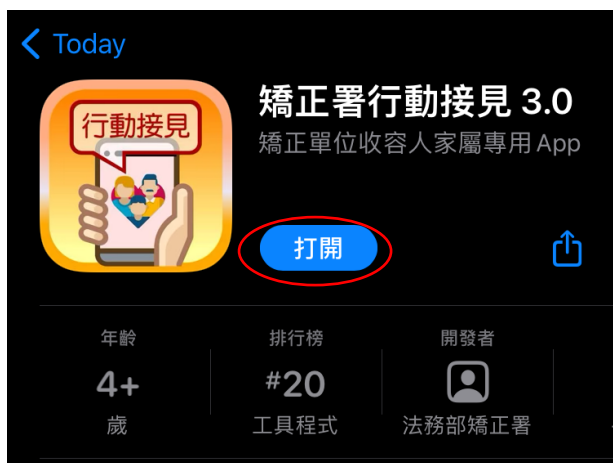 Today
行動接見
矯正署行動接見 3.0
矯正單位收容人家屬專用 App
打開
年齡
4+
歲
排行榜
#20
工具程式
開發者
法務部矯正署